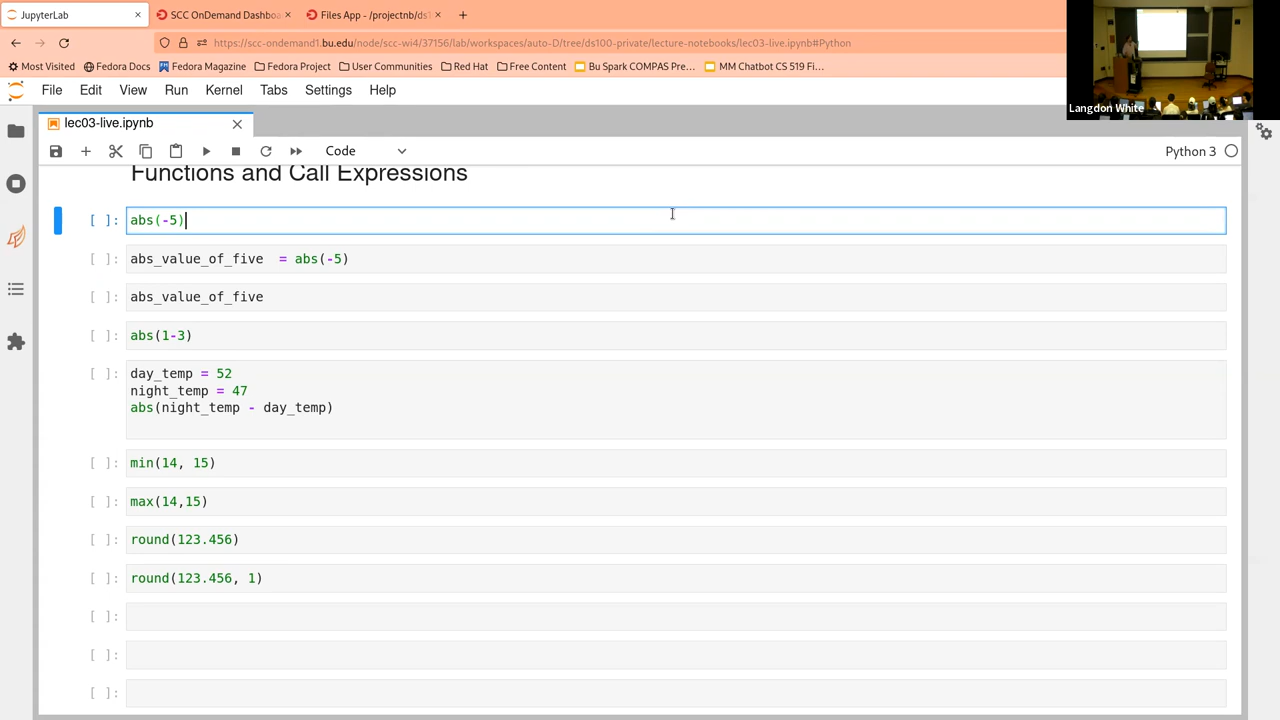 JupyterLab
SCC OnDemand Dashboa
Files App - /projectnb/ds1
https://scc-ondemand1.bu.edu/node/scc-wi4/37156/lab/workspaces/auto-D/tree/ds100-private/lecture-notebooks/lec03-live.ipynb#Python
Most Visited Fedora Docs Fedora Magazine Fedora Project User Communities Red Hat Free Content Bu Spark COMPAS Pre… MM Chatbot CS 519 Fi…
Langdon White
File Edit View Run Kernel Tabs Settings Help
lec03-live.ipynb
Code
Python 3
Functions and Call Expressions
[ ]: abs(-5)
[ ]: abs_value_of_five  = abs(-5)
[ ]: abs_value_of_five
[ ]: abs(1-3)
[ ]: day_temp = 52
night_temp = 47
abs(night_temp - day_temp)
[ ]: min(14, 15)
[ ]: max(14,15)
[ ]: round(123.456)
[ ]: round(123.456, 1)
[ ]:
[ ]:
[ ]: